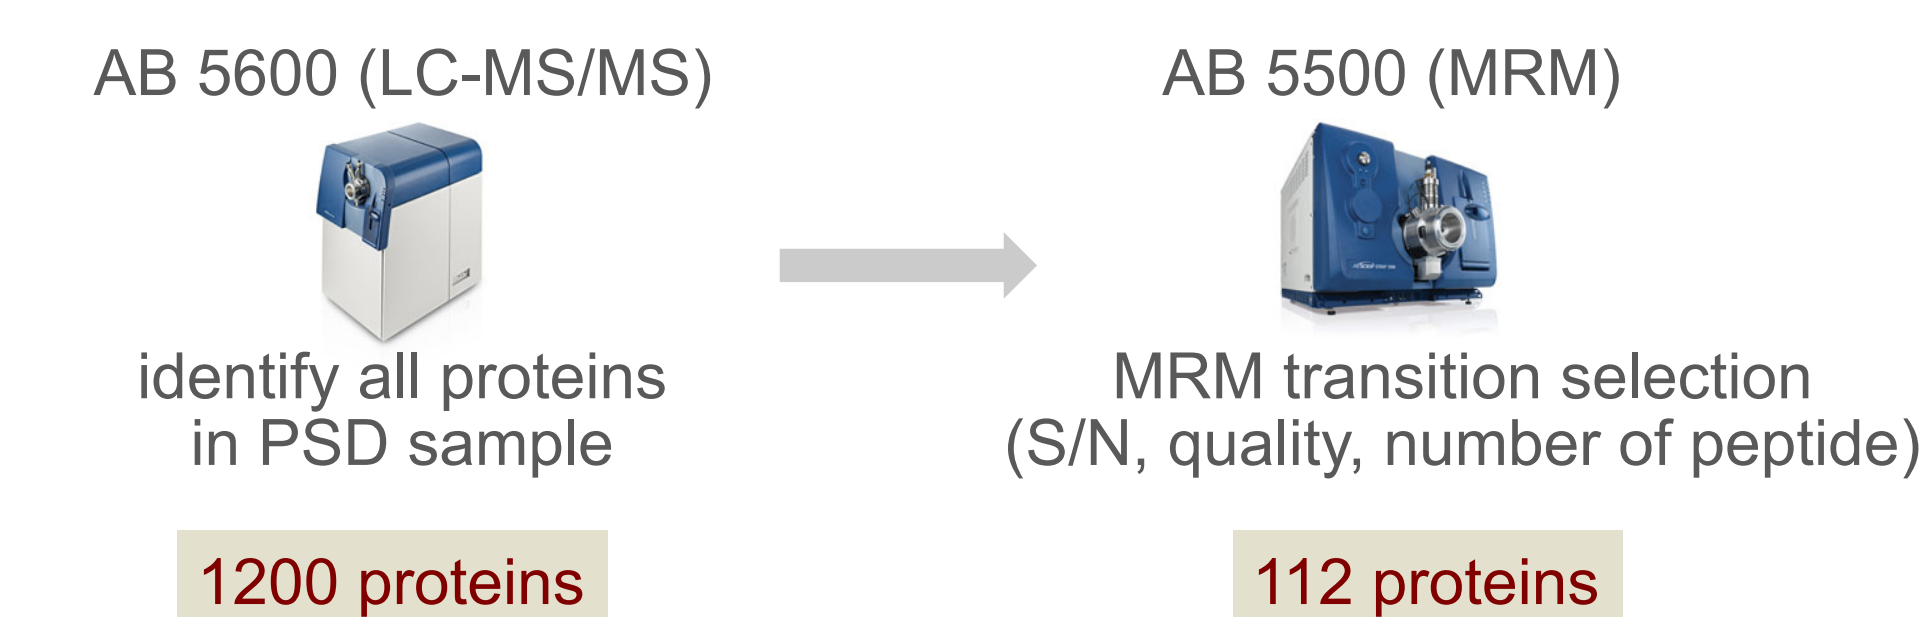 AB 5600 (LC-MS/MS)
identify all proteins
in PSD sample
1200 proteins
AB 5500 (MRM)
MRM transition selection
(S/N, quality, number of peptide)
112 proteins